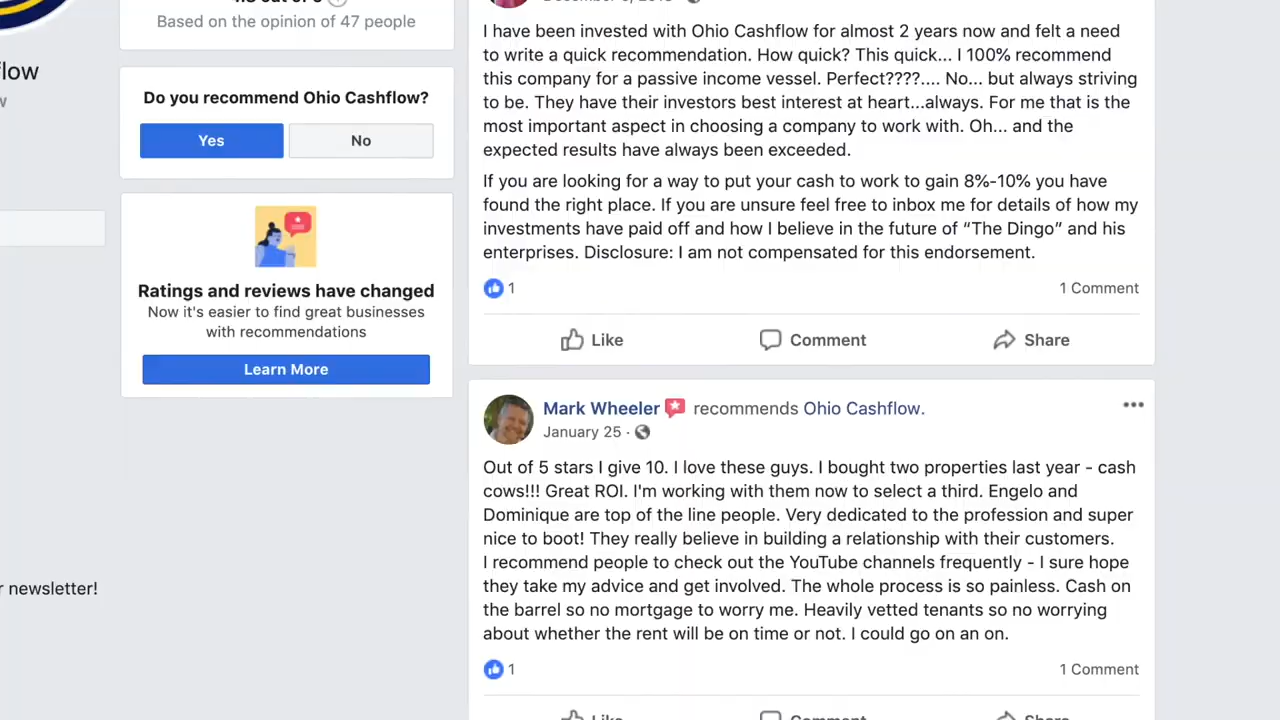 Based on the opinion of 47 people
flow
Do you recommend Ohio Cashflow?
Yes
No
Ratings and reviews have changed
Now it's easier to find great businesses
with recommendations
Learn More
r newsletter!
I have been invested with Ohio Cashflow for almost 2 years now and felt a need
to write a quick recommendation. How quick? This quick... I 100% recommend
this company for a passive income vessel. Perfect????.... No... but always striving
to be. They have their investors best interest at heart...always. For me that is the
most important aspect in choosing a company to work with. Oh... and the
expected results have always been exceeded.
If you are looking for a way to put your cash to work to gain 8%-10% you have
found the right place. If you are unsure feel free to inbox me for details of how my
investments have paid off and how I believe in the future of “The Dingo” and his
enterprises. Disclosure: I am not compensated for this endorsement.
1
1 Comment
Like
Comment
Share
Mark Wheeler recommends Ohio Cashflow.
January 25 ·
Out of 5 stars I give 10. I love these guys. I bought two properties last year - cash
cows!!! Great ROI. I'm working with them now to select a third. Engelo and
Dominique are top of the line people. Very dedicated to the profession and super
nice to boot! They really believe in building a relationship with their customers.
I recommend people to check out the YouTube channels frequently - I sure hope
they take my advice and get involved. The whole process is so painless. Cash on
the barrel so no mortgage to worry me. Heavily vetted tenants so no worrying
about whether the rent will be on time or not. I could go on an on.
1
1 Comment
Like
Comment
Share